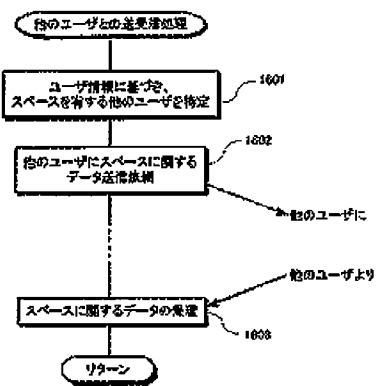 他のユーザとの送受信処理
ユーザ情報に基づき、
スペースを有する他のユーザを特定
1601
他のユーザにスペースに関する
データ送信依頼
1602
他のユーザに
他のユーザより
スペースに関するデータの受理
1603
リターン